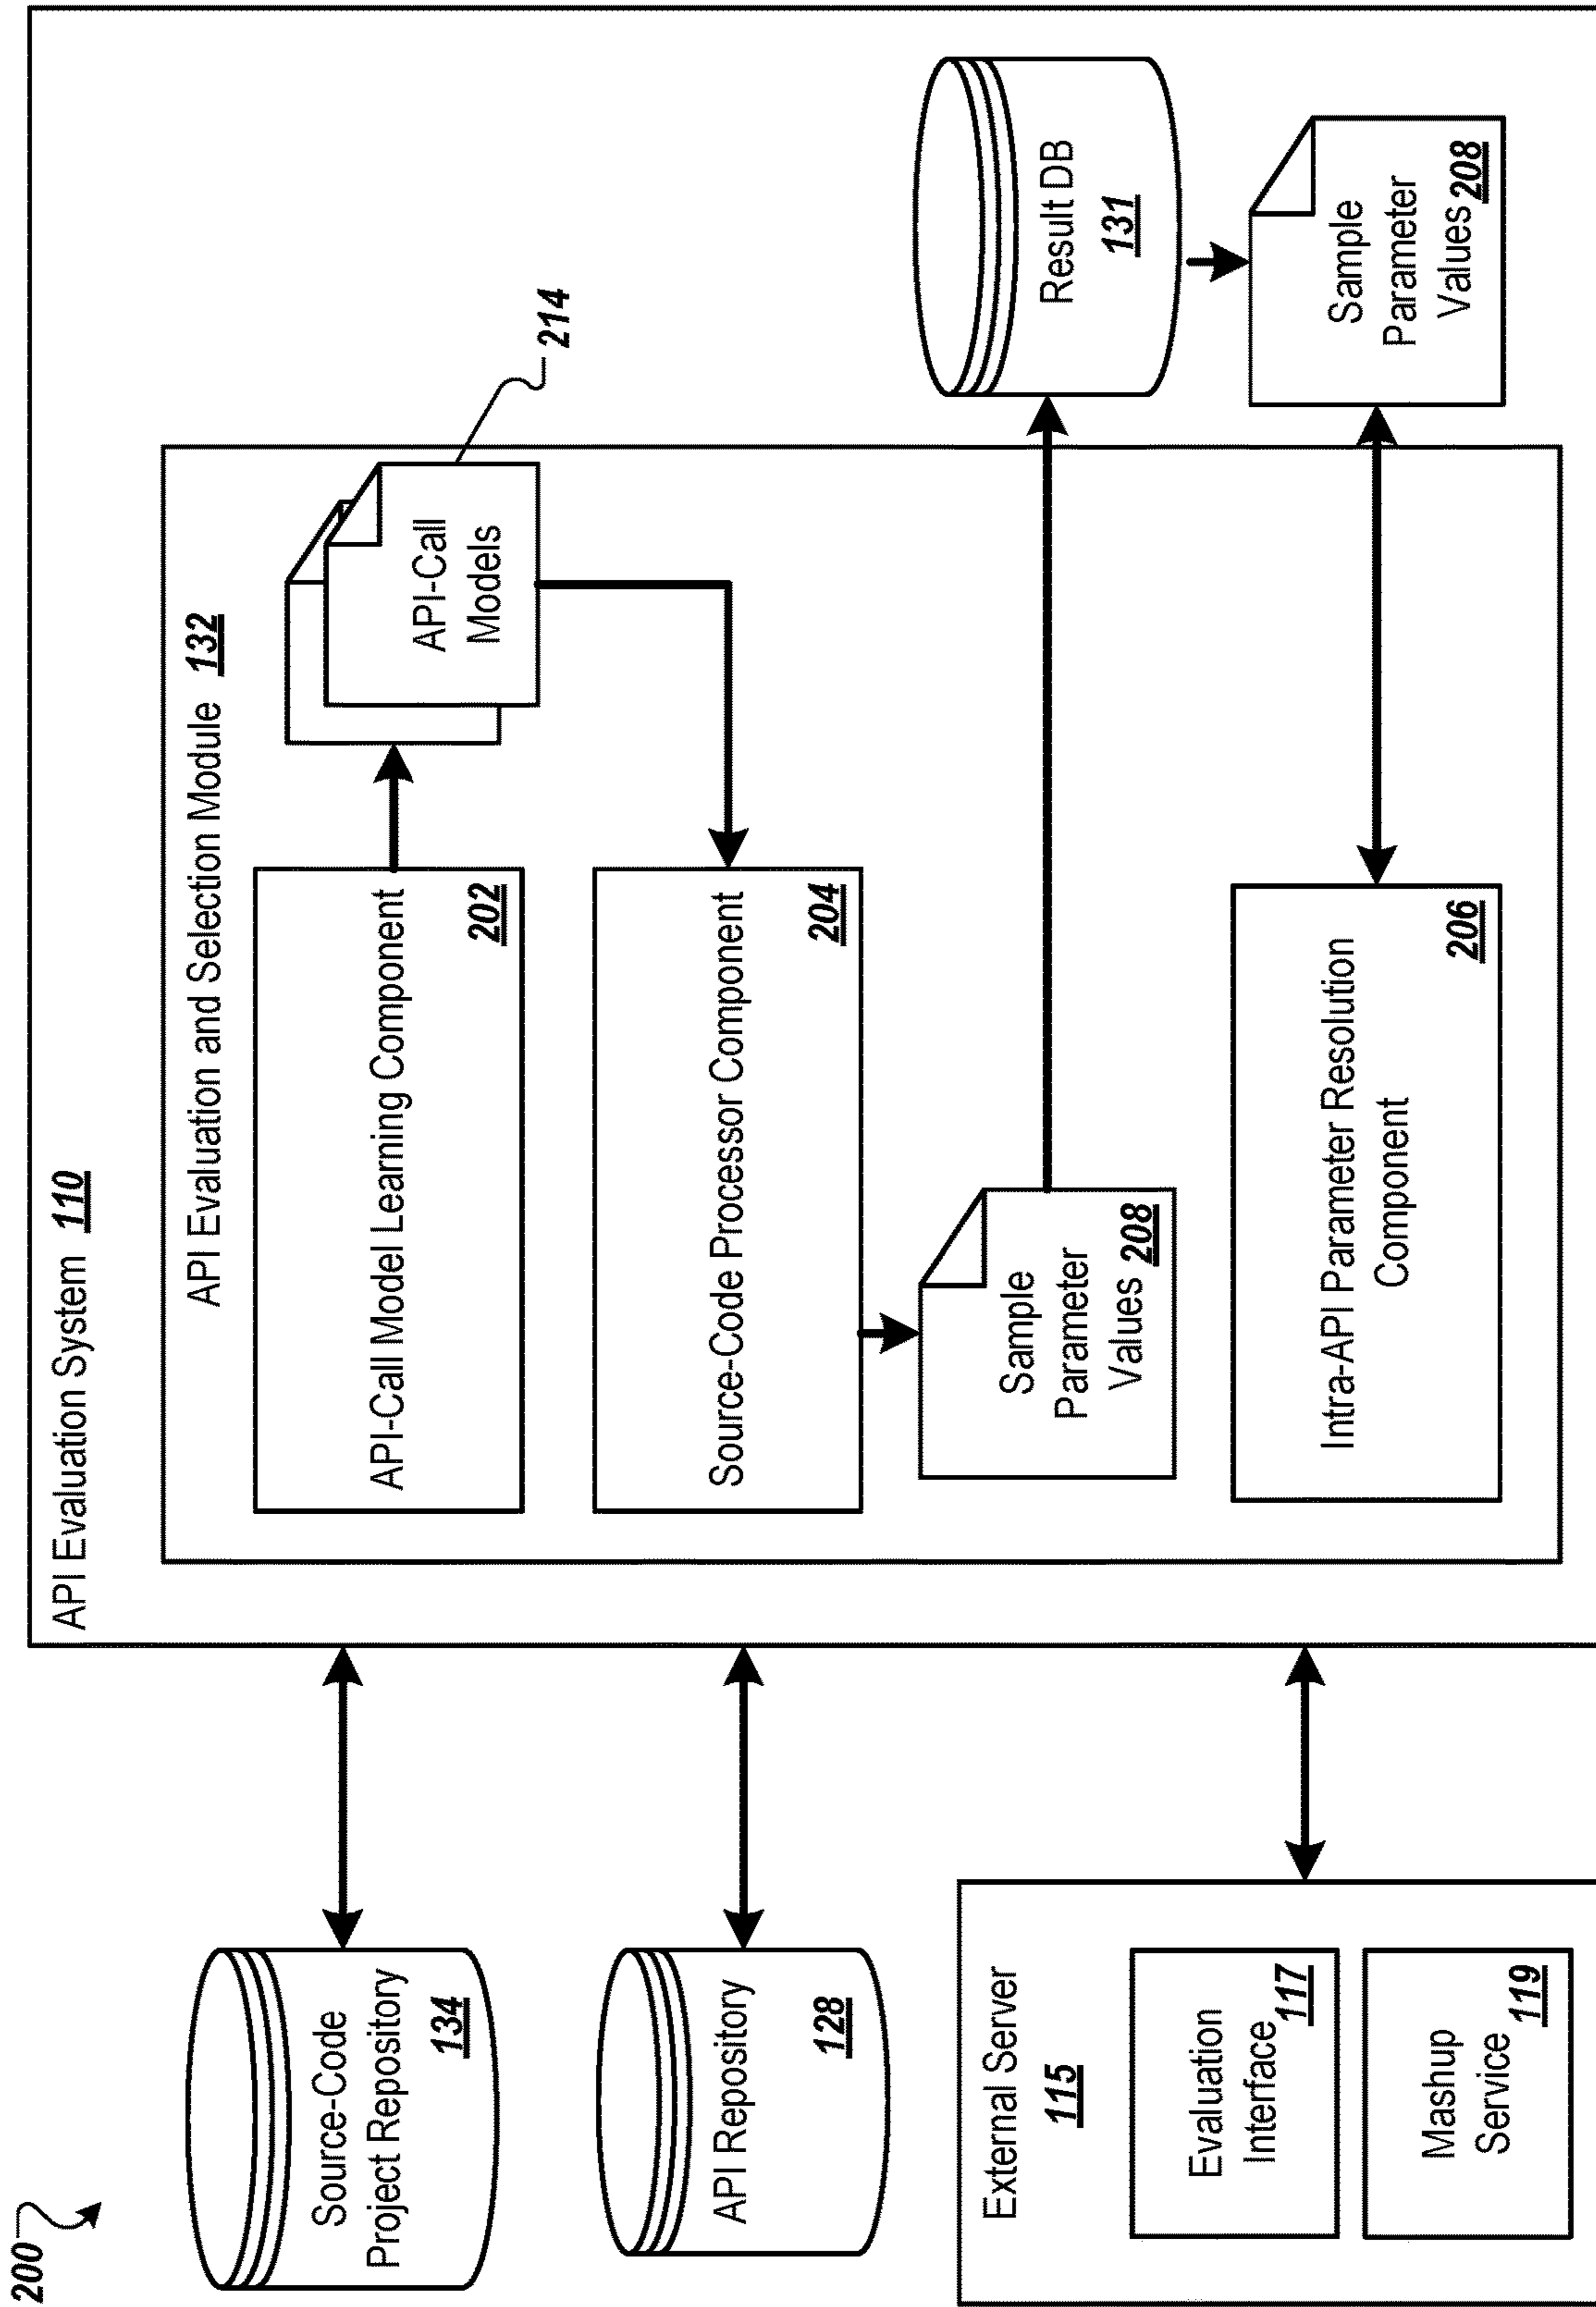 200
Source-Code
Project Repository
134
API Repository
128
External Server
115
Evaluation
Interface
117
Mashup
Service
119
API Evaluation System 110
API Evaluation and Selection Module 132
API-Call Model Learning Component
202
API-Call
Models
214
Source-Code Processor Component
204
Sample
Parameter
Values 208
Intra-API Parameter Resolution
Component
206
Result DB
131
Sample
Parameter
Values 208